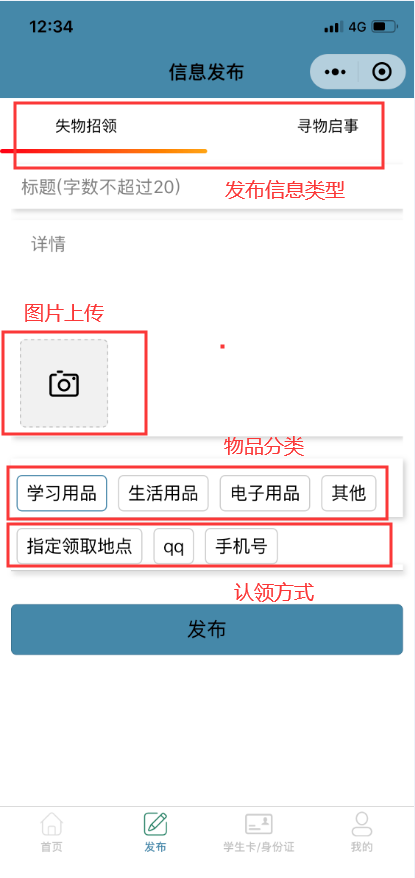 12:34 4G
信息发布
失物招领 寻物启事
标题(字数不超过20) 发布信息类型
详情
图片上传
物品分类
学习用品 生活用品 电子用品 其他
指定领取地点 qq 手机号
认领方式
发布
首页 发布 学生卡/身份证 我的